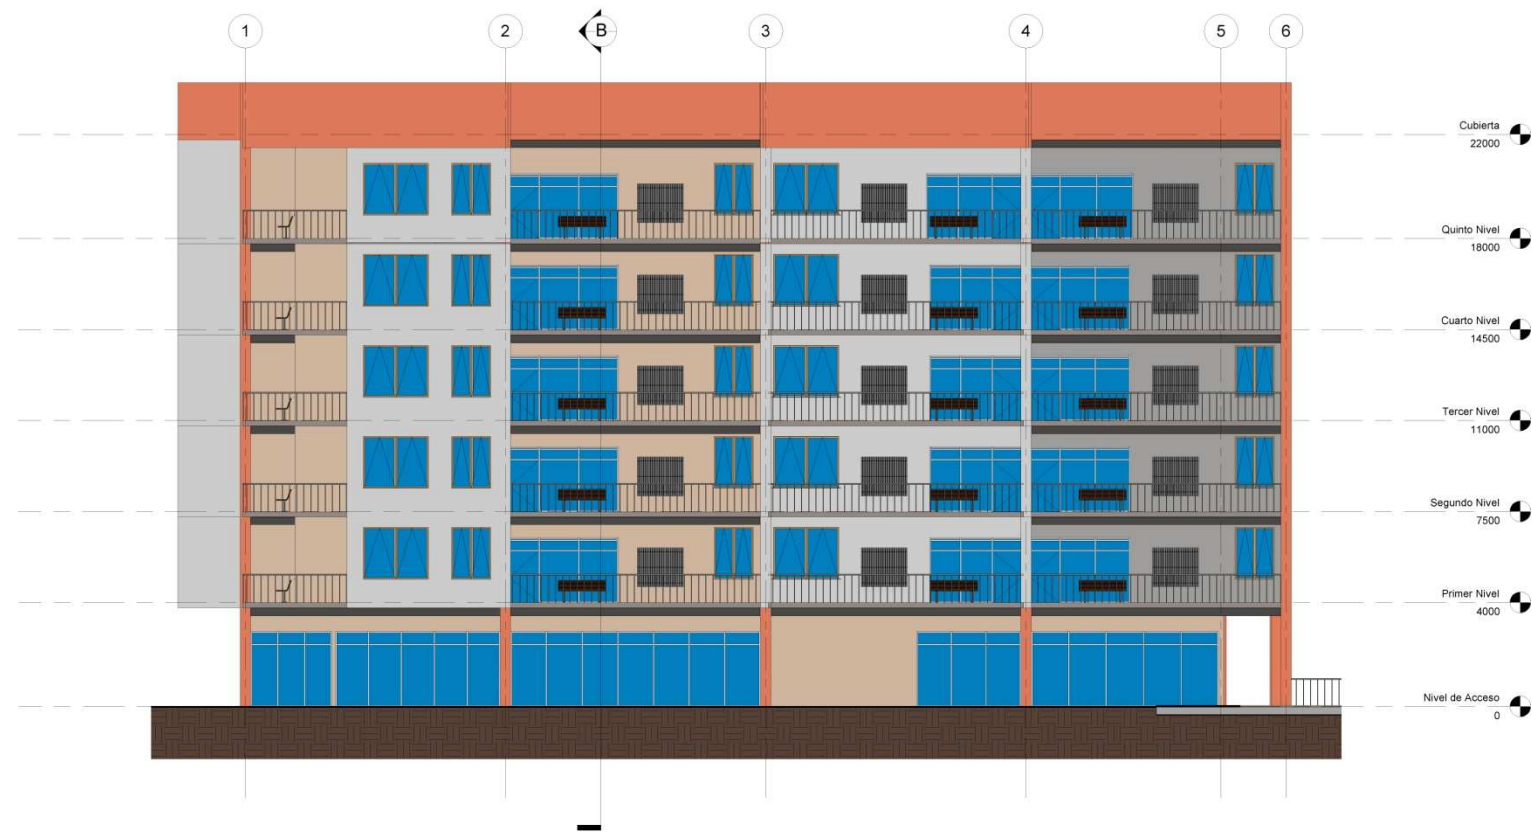 1
2
B
3
4
5
6
Cubierta
22000
Quinto Nivel
18000
Cuarto Nivel
14500
Tercer Nivel
11000
Segundo Nivel
7500
Primer Nivel
4000
Nivel de Acceso
0